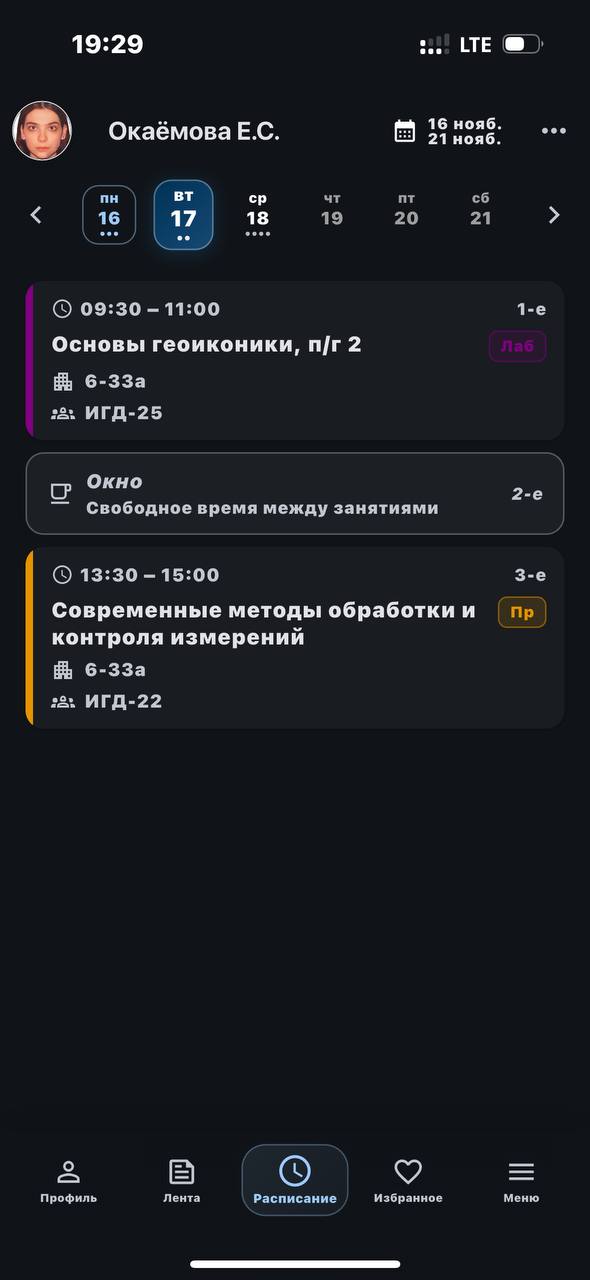 19:29
LTE
Окаёмова Е.С.
16 нояб.
21 нояб.
пн вт ср чт пт сб
16 17 18 19 20 21
09:30 – 11:00 1-е
Основы геоиконики, п/г 2 Лаб
6-33а
ИГД-25
Окно
Свободное время между занятиями
2-е
13:30 – 15:00 3-е
Современные методы обработки и Пр
контроля измерений
6-33а
ИГД-22
Профиль Лента Расписание Избранное Меню